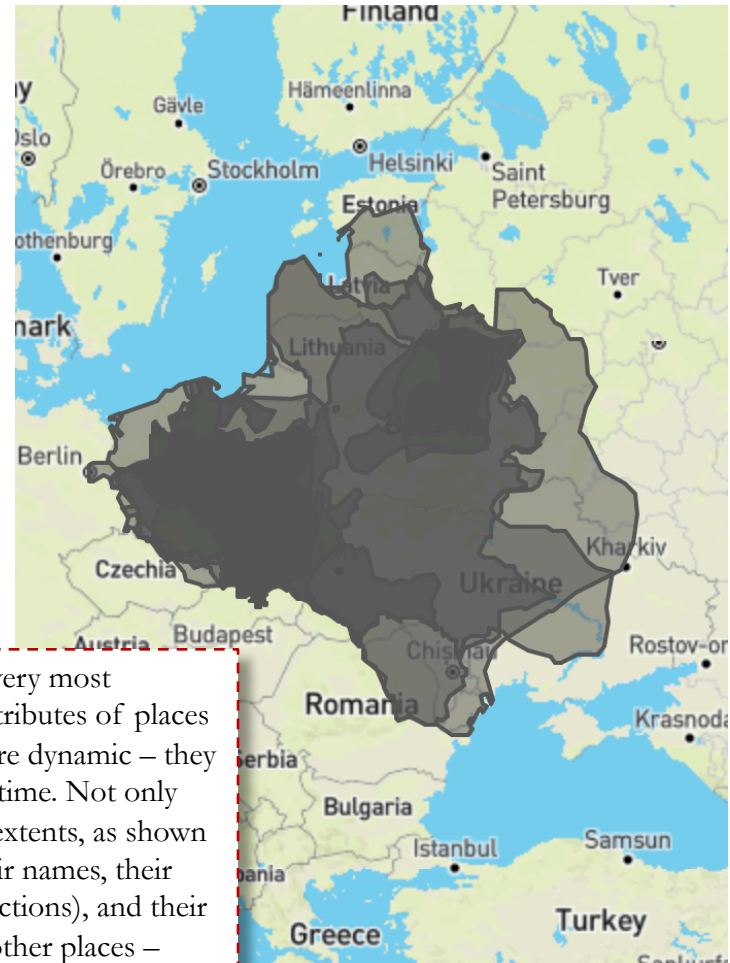 Finland
y
Gävle
Hämeenlinna
Oslo
Örebro
Stockholm
Helsinki
Saint
Petersburg
Estonia
othenburg
Latvia
Tver
mark
Lithuania
Berlin
Kharkiv
Czechia
Ukraine
Austria
Budapest
Chișinău
Rostov-on
Romania
Krasnoda
Serbia
Bulgaria
Istanbul
Samsun
bania
Greece
Turkey
very most
tributes of places
re dynamic – they
time. Not only
extents, as shown
ir names, their
ctions), and their
other places –